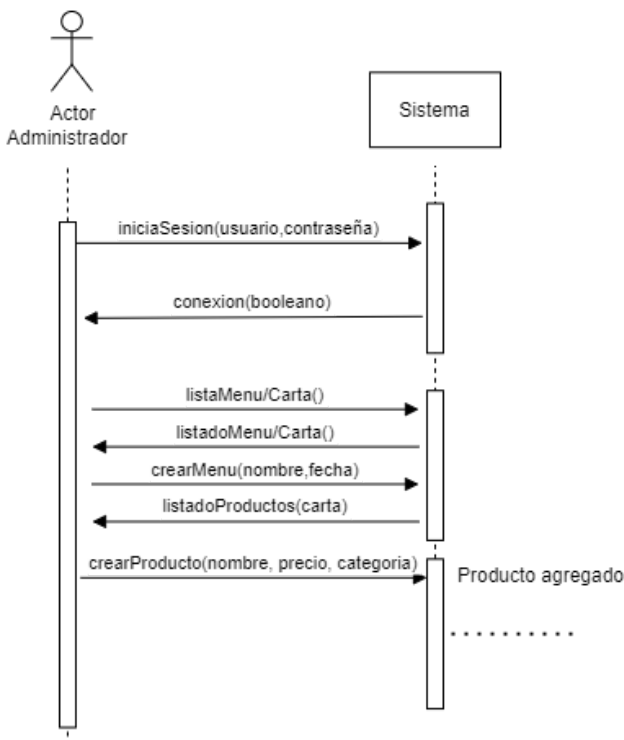 Actor
Administrador
Sistema
iniciaSesion(usuario,contraseña)
conexion(booleano)
listaMenu/Carta()
listadoMenu/Carta()
crearMenu(nombre,fecha)
listadoProductos(carta)
crearProducto(nombre, precio, categoria)
Producto agregado